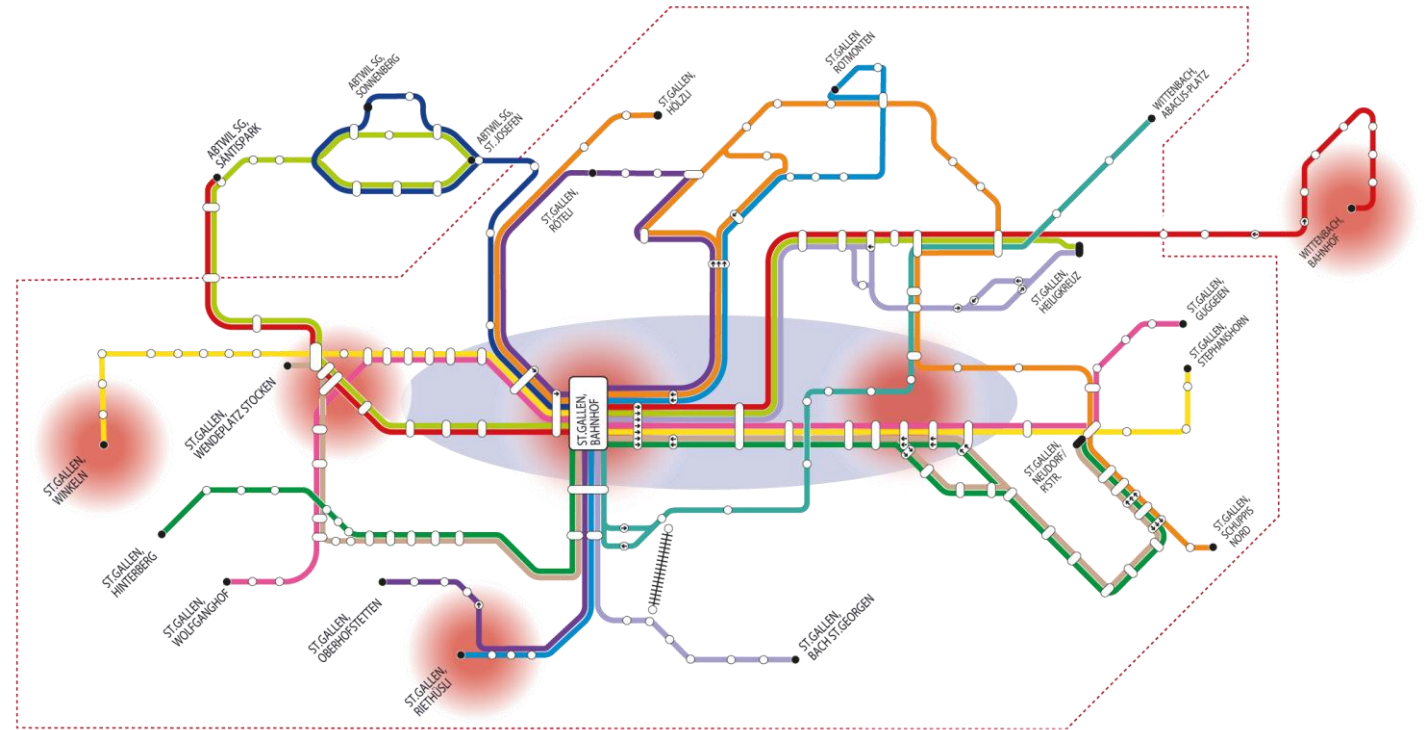 ST.GALLEN
ROTMONTEN
ABTWIL SG,
SONNENBERG
ST.GALLEN,
HÖLZLI
WITTENBACH,
ABACUS-PLATZ
ABTWIL SG,
SÄNTISPARK
ABTWIL SG,
ST. JOSEFEN
ST.GALLEN,
RÖTELI
WITTENBACH,
BAHNHOF
ST.GALLEN,
HEILIGKREUZ
ST.GALLEN,
GUGGEIEN
ST.GALLEN,
STEPHANSHORN
ST.GALLEN,
WENDEPLATZ STOCKEN
ST.GALLEN,
BAHNHOF
ST.GALLEN,
WINKELN
ST.GALLEN,
NEUDORF/
R'STR.
ST.GALLEN,
SCHUPPIS
NORD
ST.GALLEN,
HINTERBERG
ST.GALLEN,
WOLFGANGHOF
ST.GALLEN,
OBERHOFSTETTEN
ST.GALLEN,
RIETHÜSLI
ST.GALLEN,
BACH ST.GEORGEN